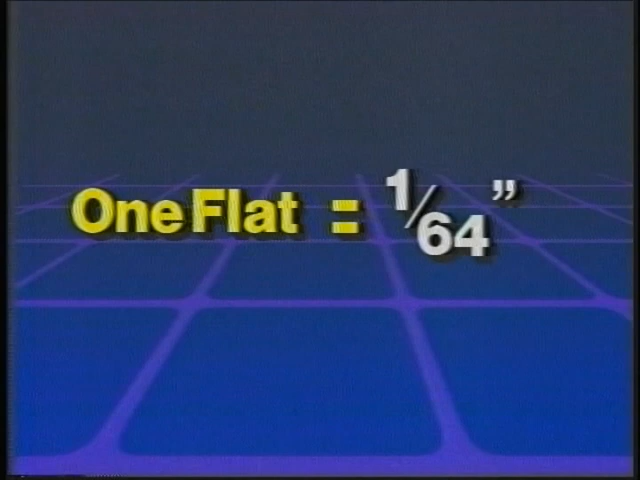 One Flat = 1/64”